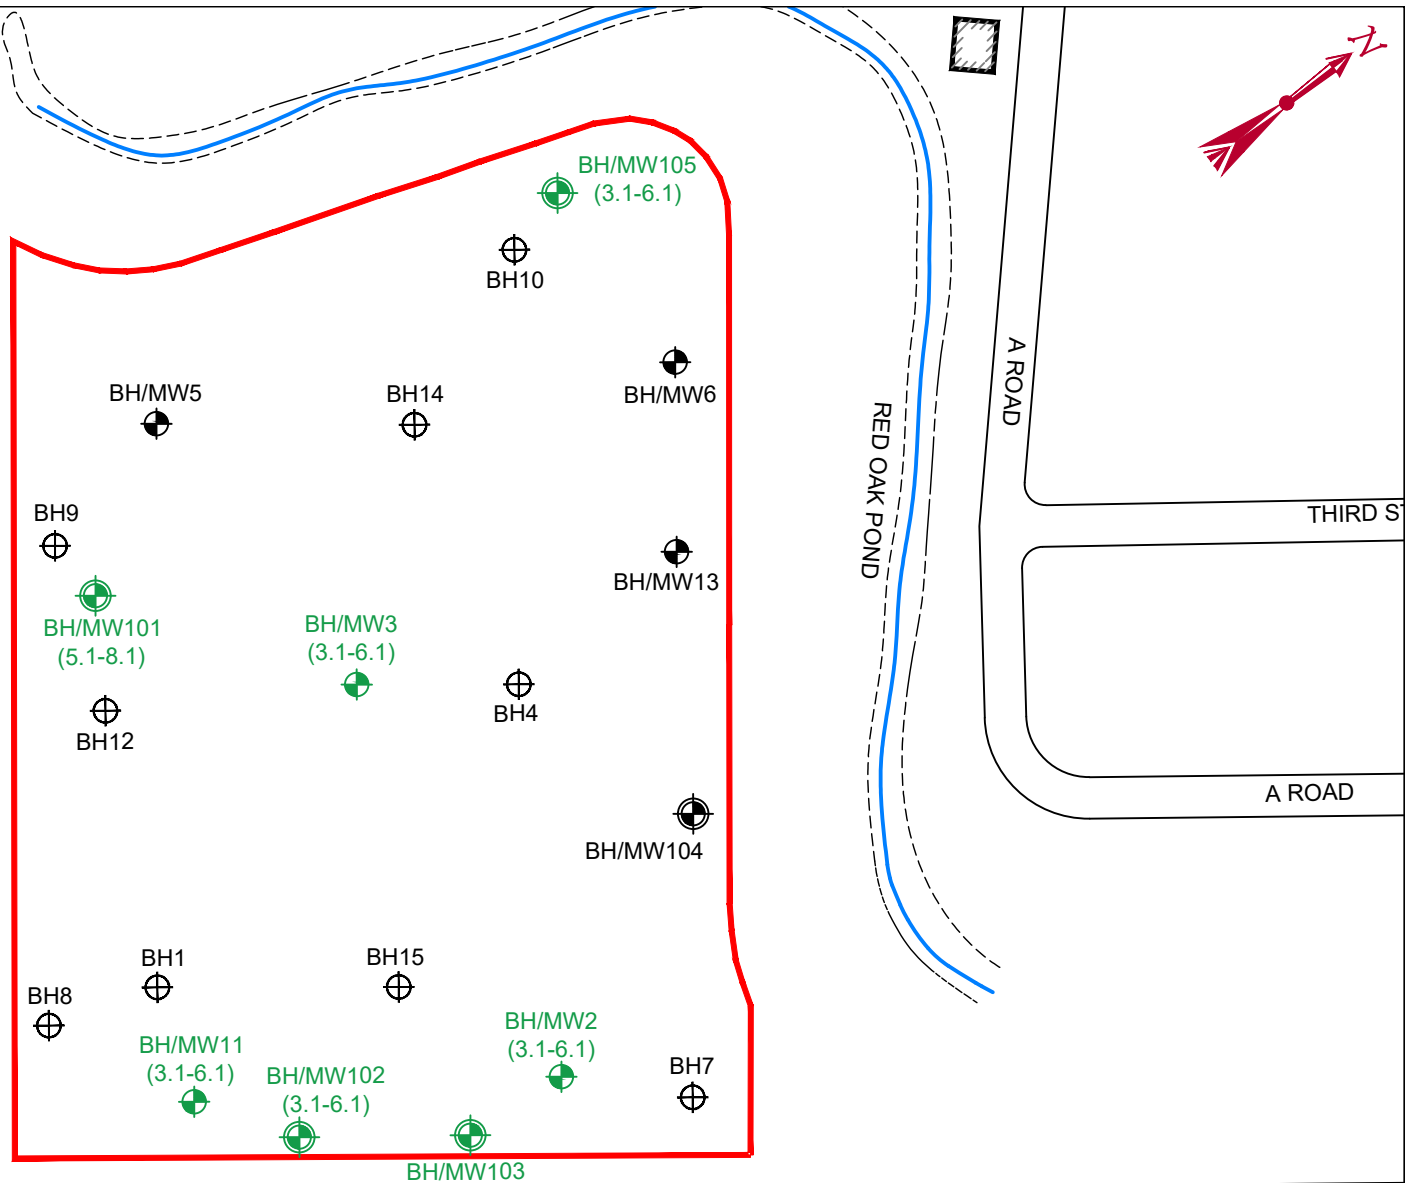 N
BH/MW105
(3.1-6.1)
BH10
A ROAD
BH/MW5
BH14
BH/MW6
RED OAK POND
BH9
THIRD ST
BH/MW13
BH/MW101
(5.1-8.1)
BH/MW3
(3.1-6.1)
BH4
BH12
A ROAD
BH/MW104
BH1
BH15
BH8
BH/MW2
(3.1-6.1)
BH/MW11
(3.1-6.1)
BH/MW102
(3.1-6.1)
BH7
BH/MW103